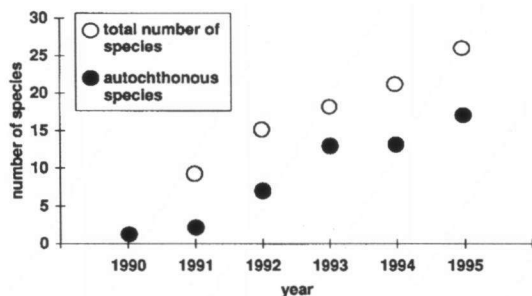 30
25
20
15
10
5
0
number of species
total number of
species
autochthonous
species
1990 1991 1992 1993 1994 1995
year